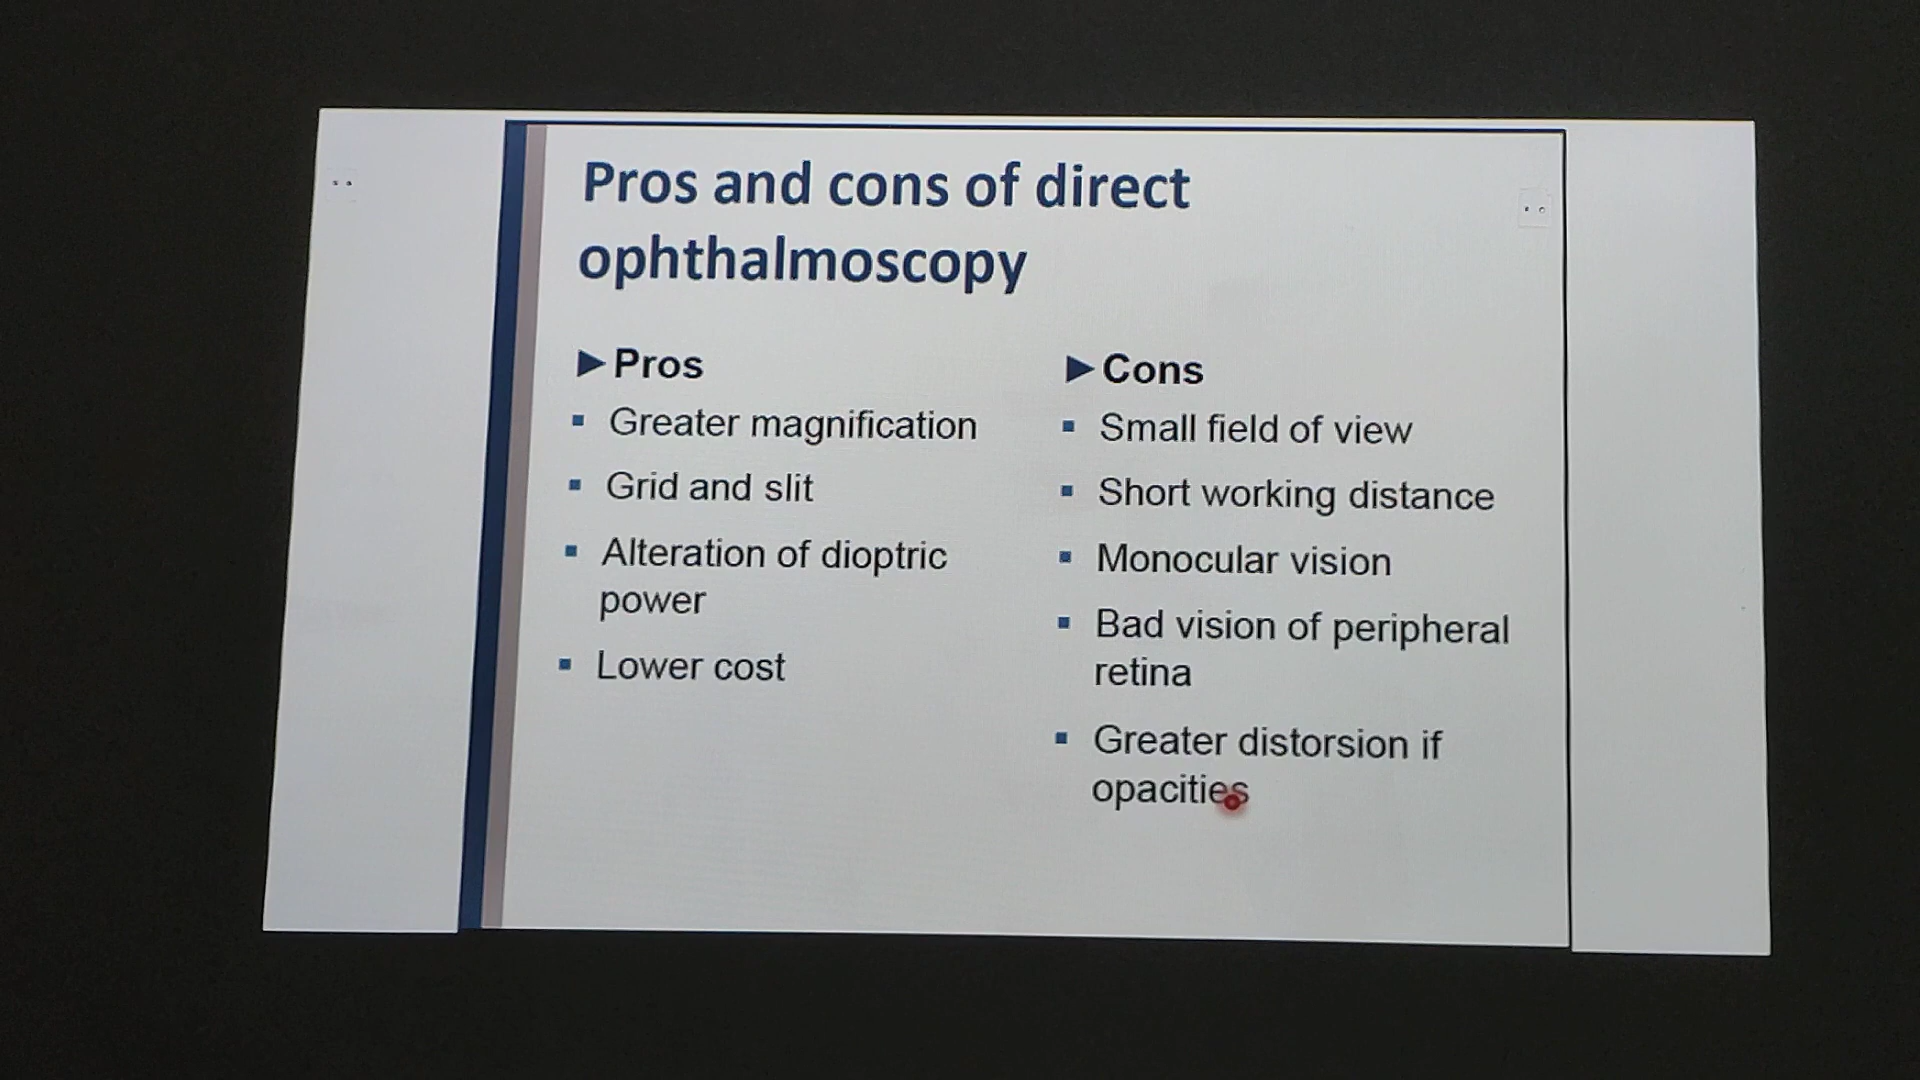 Pros and cons of direct
ophthalmoscopy
►Pros
▪ Greater magnification
▪ Grid and slit
▪ Alteration of dioptric
power
▪ Lower cost
►Cons
▪ Small field of view
▪ Short working distance
▪ Monocular vision
▪ Bad vision of peripheral
retina
▪ Greater distorsion if
opacities